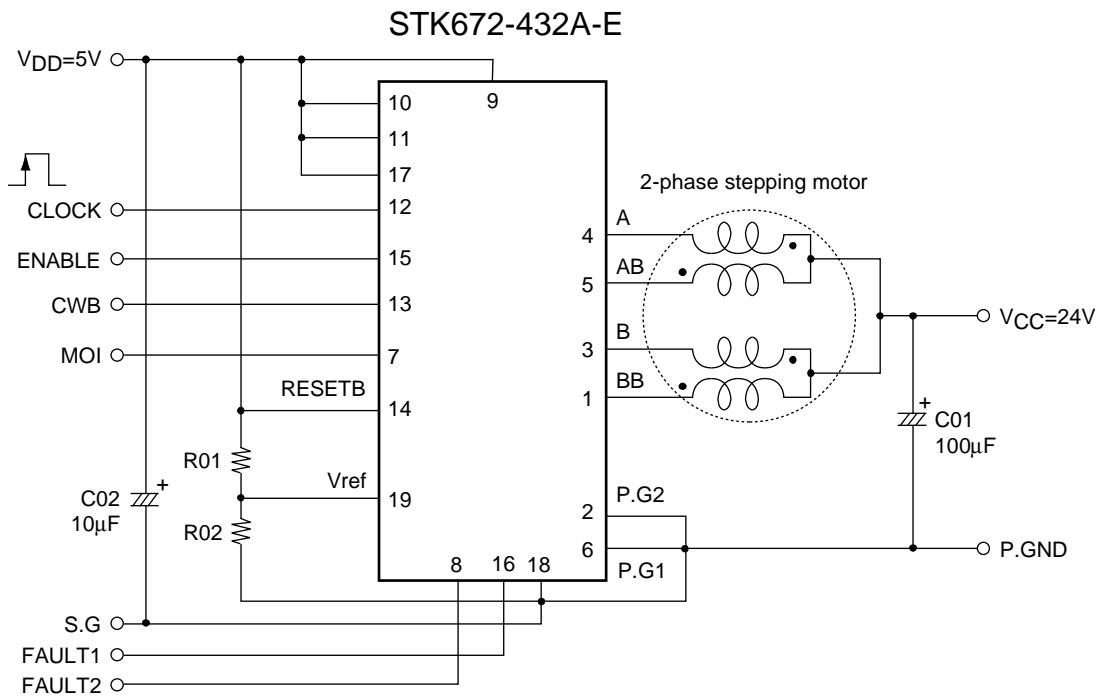 STK672-432A-E
VDD=5V
9
10
11
17
CLOCK
12
ENABLE
15
CWB
13
MOI
7
RESETB
14
R01
Vref
19
R02
C02
+
10μF
2-phase stepping motor
A
4
AB
5
B
3
BB
1
VCC=24V
+
C01
100μF
P.G2
2
6
P.G1
P.GND
8
16
18
S.G
FAULT1
FAULT2